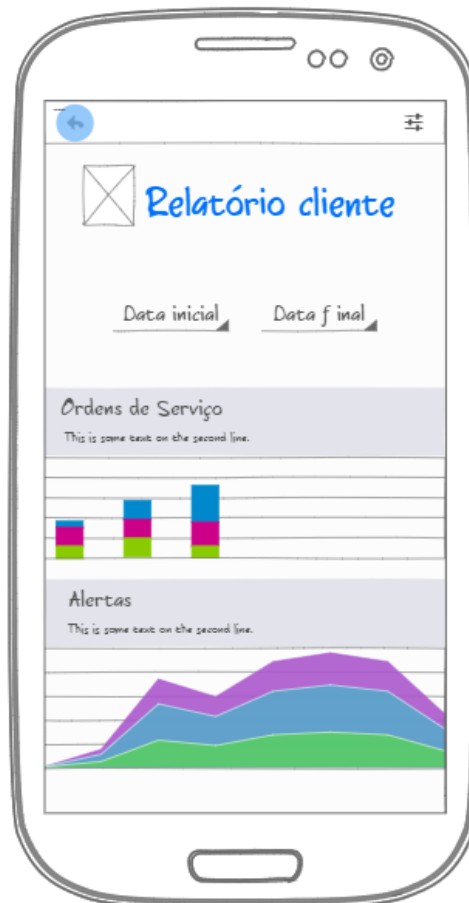 Relatório cliente
Data inicial Data f inal
Ordens de Serviço
This is some text on the second line.
Alertas
This is some text on the second line.